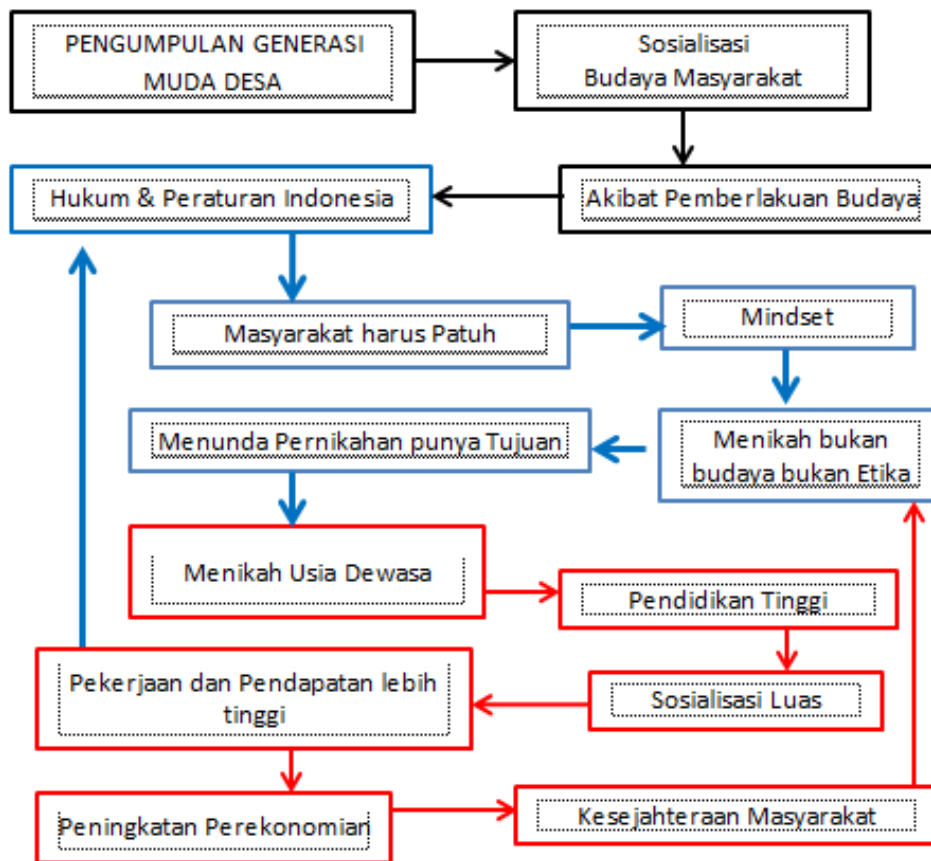 PENGUMPULAN GENERASI
MUDA DESA
Sosialisasi
Budaya Masyarakat
Hukum & Peraturan Indonesia
Akibat Pemberlakuan Budaya
Masyarakat harus Patuh
Mindset
Menunda Pernikahan punya Tujuan
Menikah bukan
budaya bukan Etika
Menikah Usia Dewasa
Pendidikan Tinggi
Pekerjaan dan Pendapatan lebih
tinggi
Sosialisasi Luas
Peningkatan Perekonomian
Kesejahteraan Masyarakat